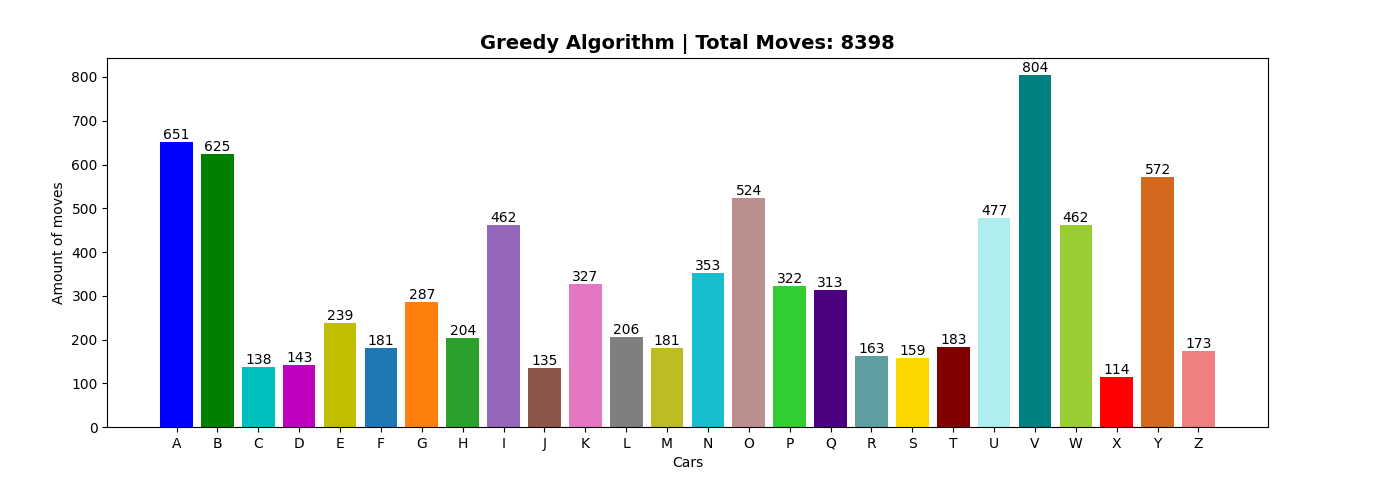 Greedy Algorithm | Total Moves: 8398
Amount of moves
800
700
600
500
400
300
200
100
0
651 625 138 143 239 181 287 204 462 135 327 206 181 353 524 322 313 163 159 183 477 804 462 114 572 173
A B C D E F G H I J K L M N O P Q R S T U V W X Y Z
Cars